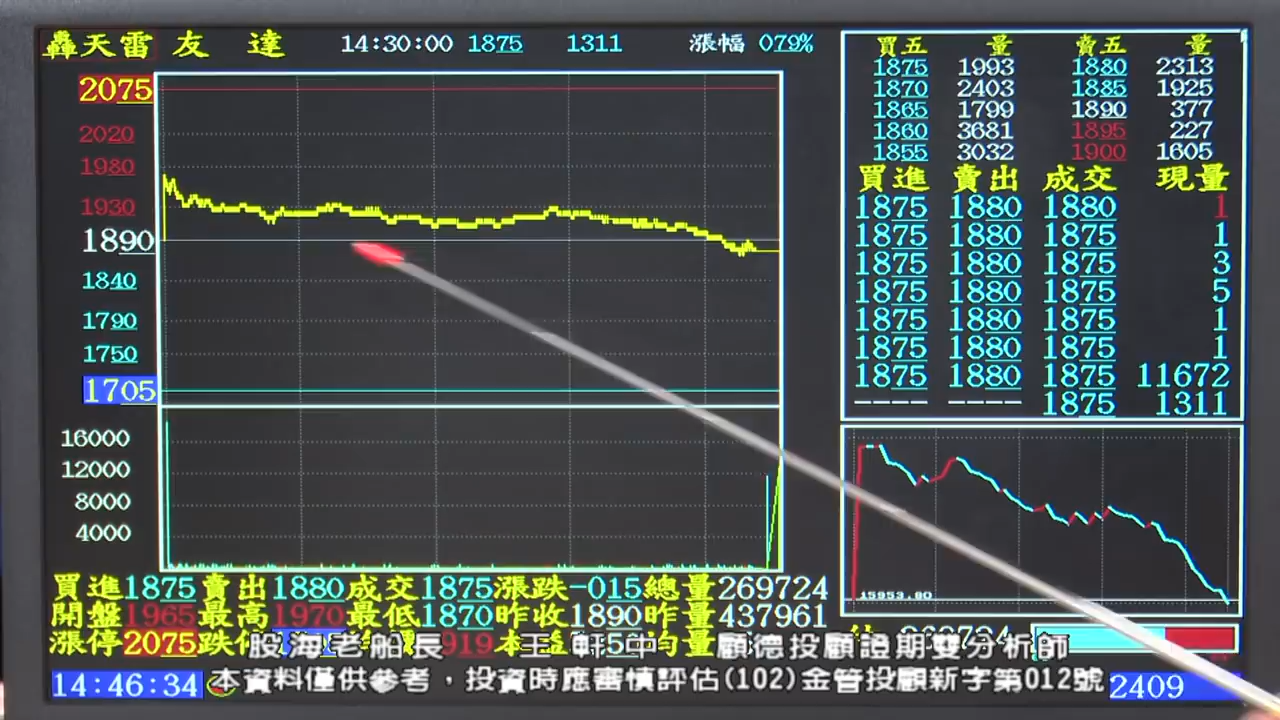 轟天雷 友 達 14:30:00 1875 1311 漲幅 079%
2075
2020
1980
1930
1890
1840
1790
1750
1705
16000
12000
8000
4000
買五 量 賣五 量
1875 1993 1880 2313
1870 2403 1885 1925
1865 1799 1890 377
1860 3681 1895 227
1855 3032 1900 1605
買進 賣出 成交 現量
1875 1880 1880 1
1875 1880 1875 1
1875 1880 1875 3
1875 1880 1875 5
1875 1880 1875 1
1875 1880 1875 1
1875 1880 1875 11672
---- ---- 1875 1311
15953.80
買進1875賣出1880成交1875漲跌-015總量269724
開盤1965最高1970最低1870昨收1890昨量437961
漲停2075跌
股海老船長 王軒中 顧德投顧證期雙分析師
本資料僅供參考,投資時應審慎評估(102)金管投顧新字第012號
14:46:34
2409